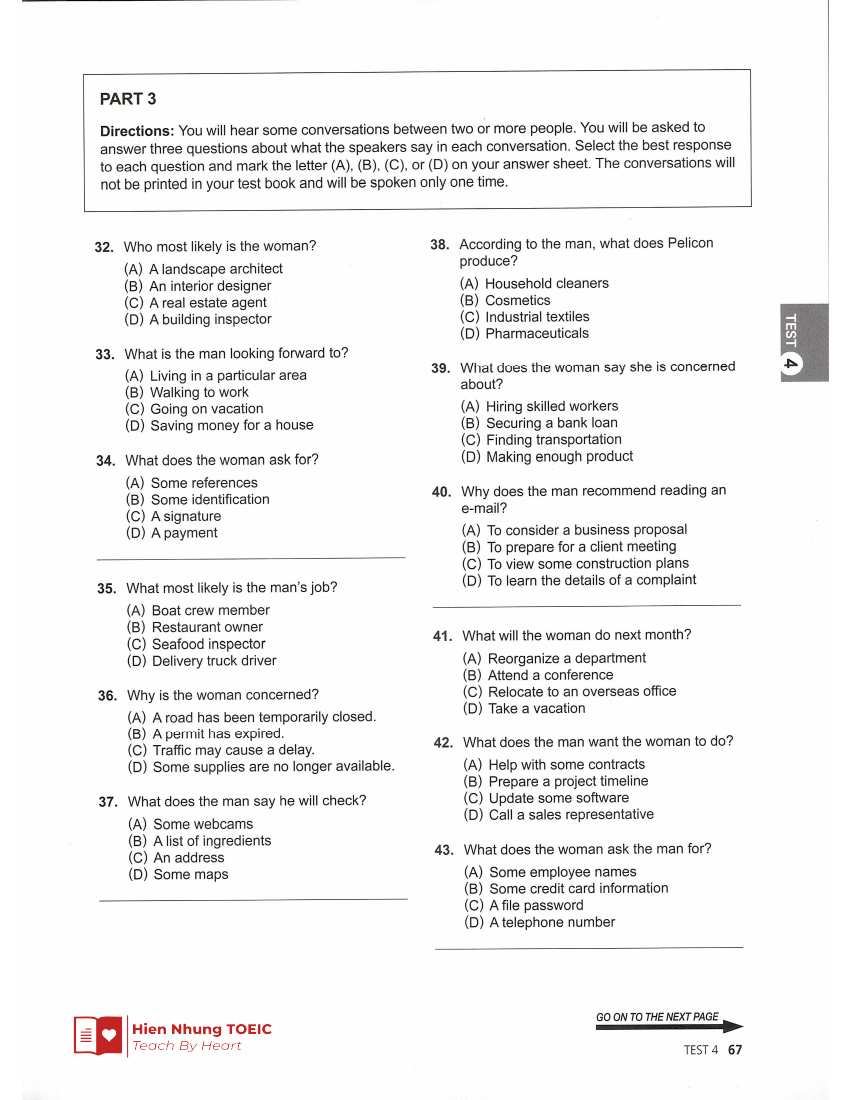 PART 3
Directions: You will hear some conversations between two or more people. You will be asked to
answer three questions about what the speakers say in each conversation. Select the best response
to each question and mark the letter (A), (B), (C), or (D) on your answer sheet. The conversations will
not be printed in your test book and will be spoken only one time.
32. Who most likely is the woman?
(A) A landscape architect
(B) An interior designer
(C) A real estate agent
(D) A building inspector
33. What is the man looking forward to?
(A) Living in a particular area
(B) Walking to work
(C) Going on vacation
(D) Saving money for a house
34. What does the woman ask for?
(A) Some references
(B) Some identification
(C) A signature
(D) A payment
35. What most likely is the man's job?
(A) Boat crew member
(B) Restaurant owner
(C) Seafood inspector
(D) Delivery truck driver
36. Why is the woman concerned?
(A) A road has been temporarily closed.
(B) A permit has expired.
(C) Traffic may cause a delay.
(D) Some supplies are no longer available.
37. What does the man say he will check?
(A) Some webcams
(B) A list of ingredients
(C) An address
(D) Some maps
38. According to the man, what does Pelicon
produce?
(A) Household cleaners
(B) Cosmetics
(C) Industrial textiles
(D) Pharmaceuticals
39. What does the woman say she is concerned
about?
(A) Hiring skilled workers
(B) Securing a bank loan
(C) Finding transportation
(D) Making enough product
40. Why does the man recommend reading an
e-mail?
(A) To consider a business proposal
(B) To prepare for a client meeting
(C) To view some construction plans
(D) To learn the details of a complaint
41. What will the woman do next month?
(A) Reorganize a department
(B) Attend a conference
(C) Relocate to an overseas office
(D) Take a vacation
42. What does the man want the woman to do?
(A) Help with some contracts
(B) Prepare a project timeline
(C) Update some software
(D) Call a sales representative
43. What does the woman ask the man for?
(A) Some employee names
(B) Some credit card information
(C) A file password
(D) A telephone number
TEST 4
Hien Nhung TOEIC
Teach By Heart
GO ON TO THE NEXT PAGE
TEST 4 67